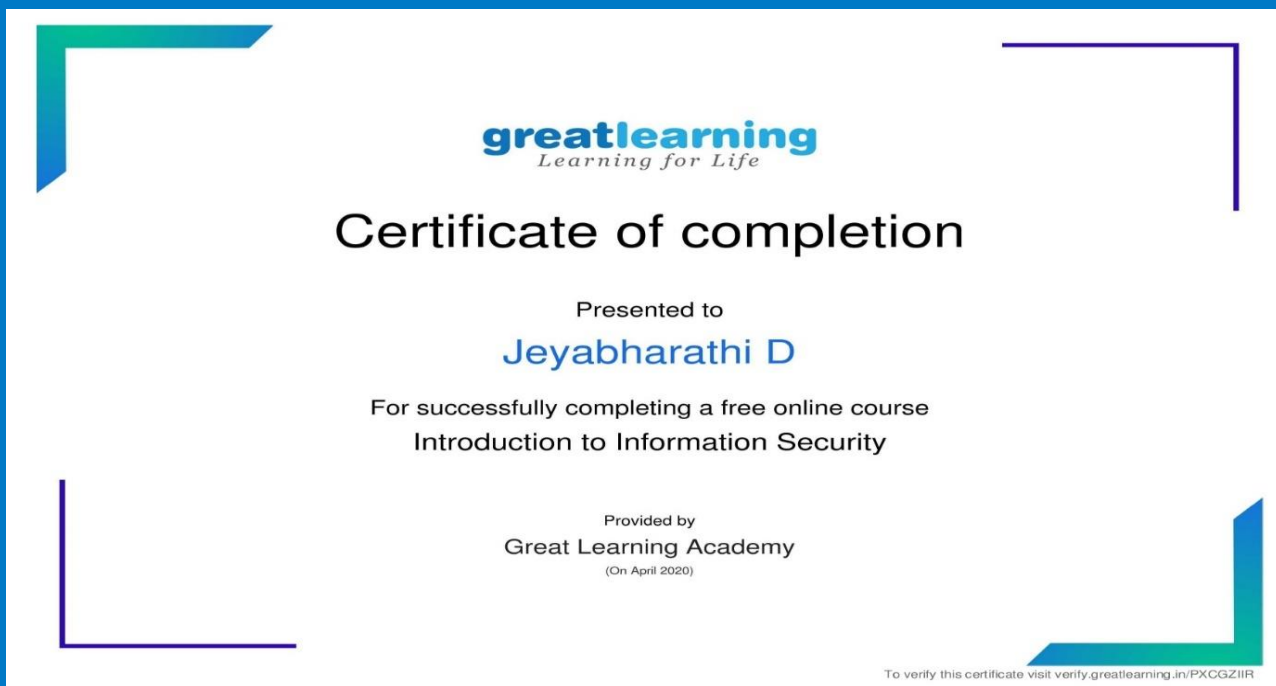 greatlearning
Learning for Life
Certificate of completion
Presented to
Jeyabharathi D
For successfully completing a free online course
Introduction to Information Security
Provided by
Great Learning Academy
(On April 2020)
To verify this certificate visit verify.greatlearning.in/PXCGZIIR